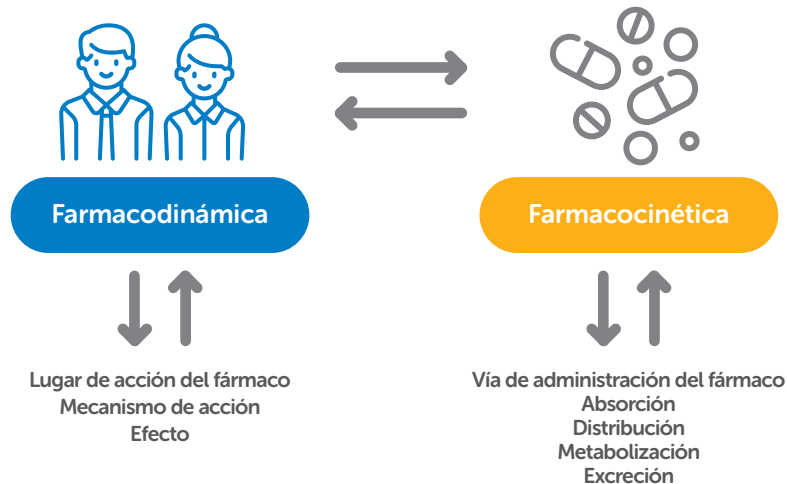 Farmacodinámica
Lugar de acción del fármaco
Mecanismo de acción
Efecto
Farmacocinética
Vía de administración del fármaco
Absorción
Distribución
Metabolización
Excreción